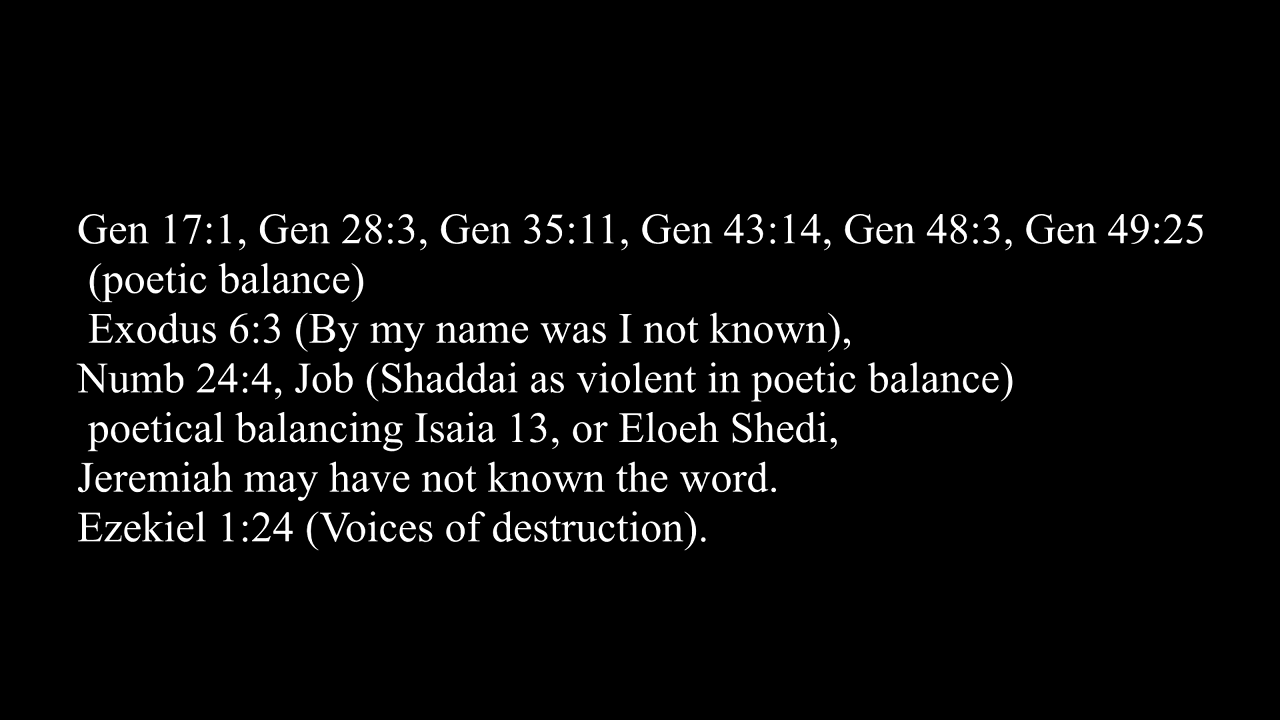 Gen 17:1, Gen 28:3, Gen 35:11, Gen 43:14, Gen 48:3, Gen 49:25
(poetic balance)
Exodus 6:3 (By my name was I not known),
Numb 24:4, Job (Shaddai as violent in poetic balance)
poetical balancing Isaia 13, or Eloeh Shedi,
Jeremiah may have not known the word.
Ezekiel 1:24 (Voices of destruction).